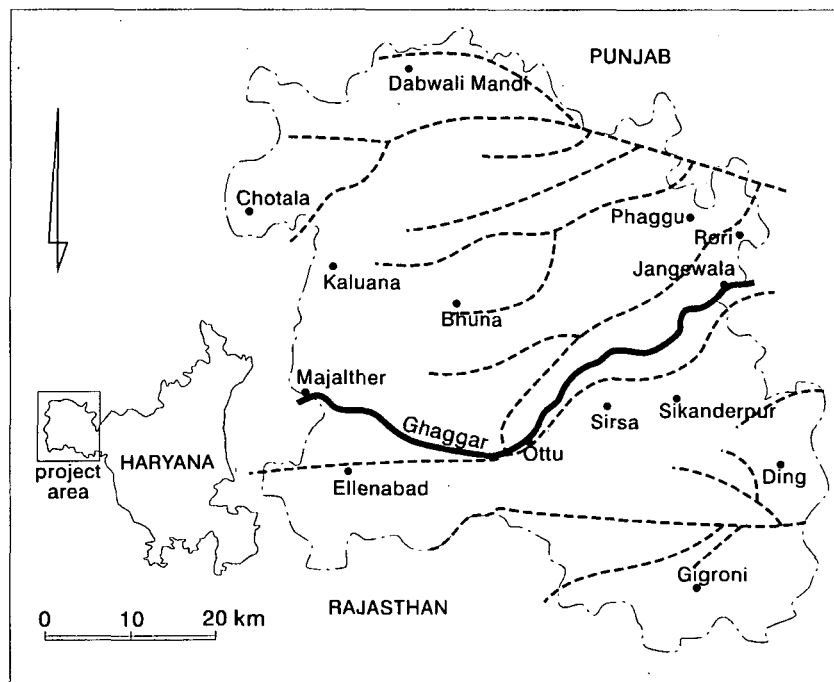 PUNJAB
Dabwali Mandi
Chotala
Phaggu
Rori
Kaluana
Jangewala
Bhuna
Majalther
Ghaggar
Sirsa
Sikanderpur
Ottu
HARYANA
project
area
Ellenabad
Ding
Gigroni
RAJASTHAN
0 10 20 km